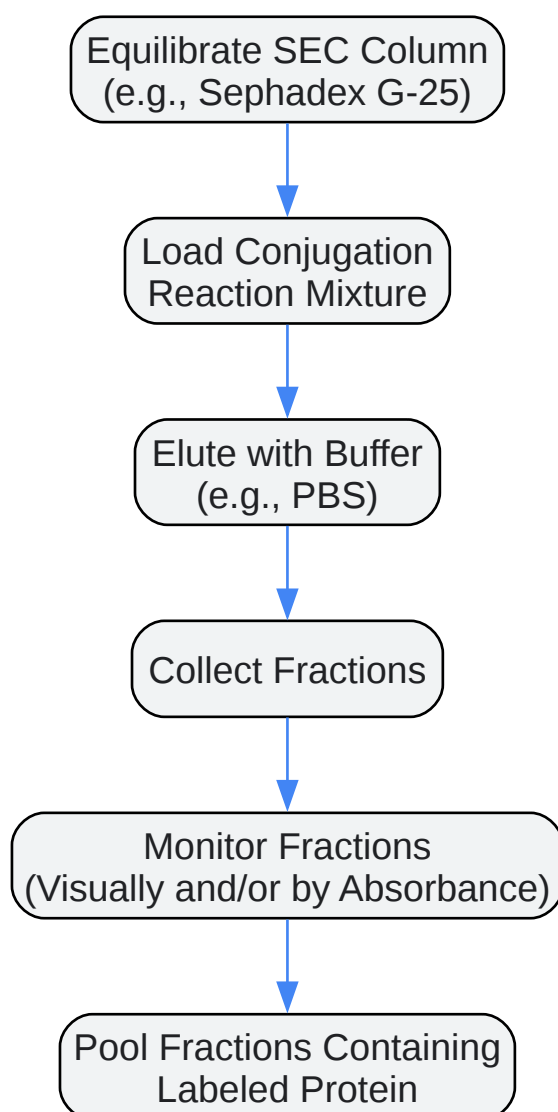 Equilibrate SEC Column
(e.g., Sephadex G-25)
Load Conjugation
Reaction Mixture
Elute with Buffer
(e.g., PBS)
Collect Fractions
Monitor Fractions
(Visually and/or by Absorbance)
Pool Fractions Containing
Labeled Protein